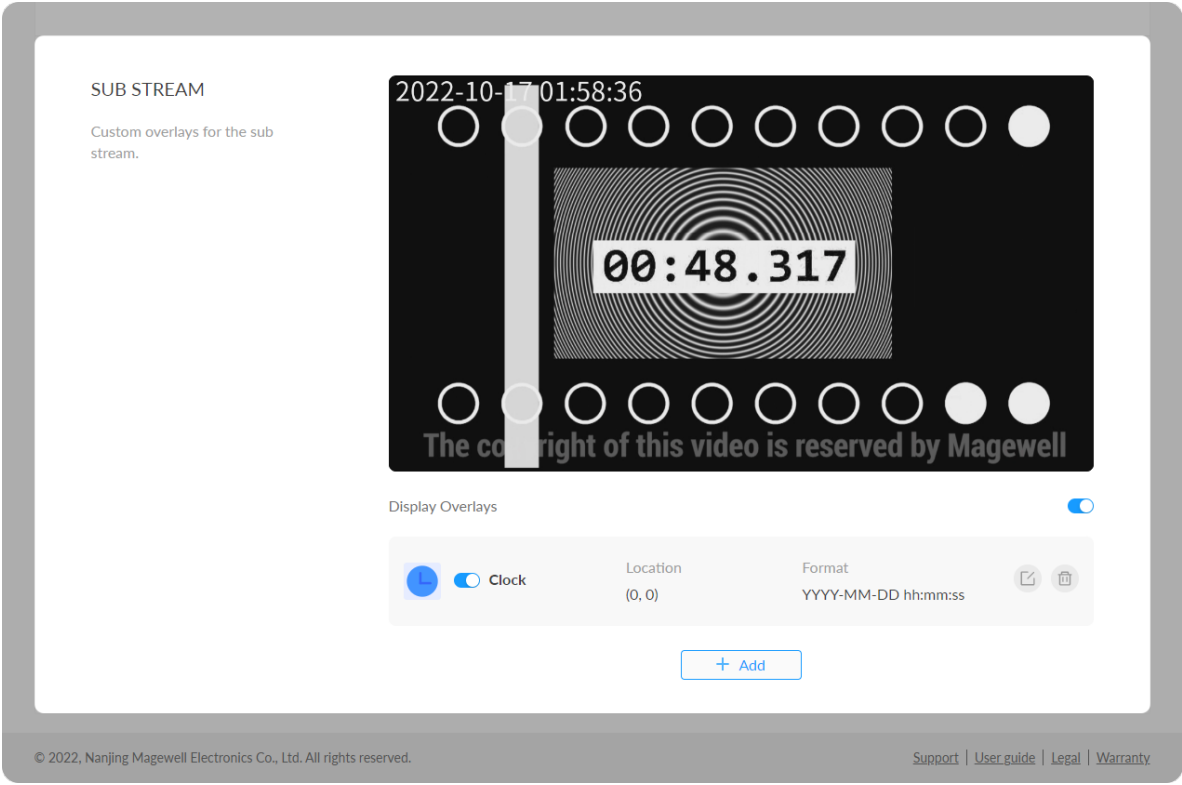 SUB STREAM
Custom overlays for the sub
stream.
2022-10-17 01:58:36
00:48.317
The copyright of this video is reserved by Magewell
Display Overlays
Clock
Location
(0, 0)
Format
YYYY-MM-DD hh:mm:ss
+ Add
© 2022, Nanjing Magewell Electronics Co., Ltd. All rights reserved.
Support | User guide | Legal | Warranty